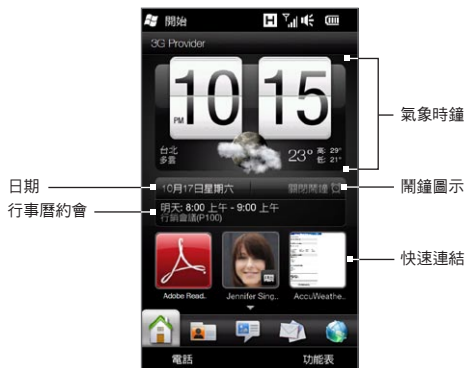 開始
H
3G Provider
10 15
PM
氣象時鐘
台北
多雲
23° 高: 29°
低: 21°
日期
10月17日星期六
關閉鬧鐘
鬧鐘圖示
行事曆約會
明天: 8:00 上午 - 9:00 上午
行銷會議(P100)
快速連結
Adobe Read..
Jennifer Sing..
AccuWeathe..
電話
功能表